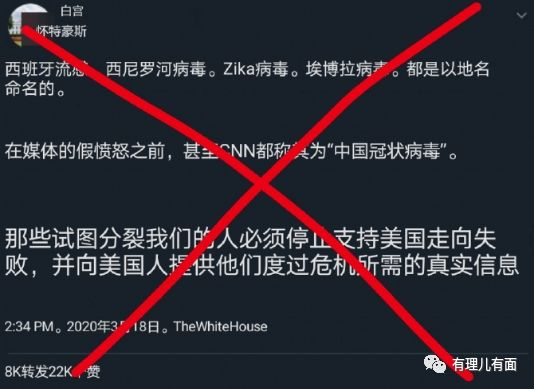 白宫
怀特豪斯
西班牙流感。西尼罗河病毒。Zika病毒。埃博拉病毒。都是以地名
命名的。
在媒体的假愤怒之前，甚至CNN都称其为“中国冠状病毒”。
那些试图分裂我们的人必须停止支持美国走向失
败，并向美国人提供他们度过危机所需的真实信息
2:34 PM。2020年3月18日。TheWhiteHouse
8K转发22K个赞
有理儿有面